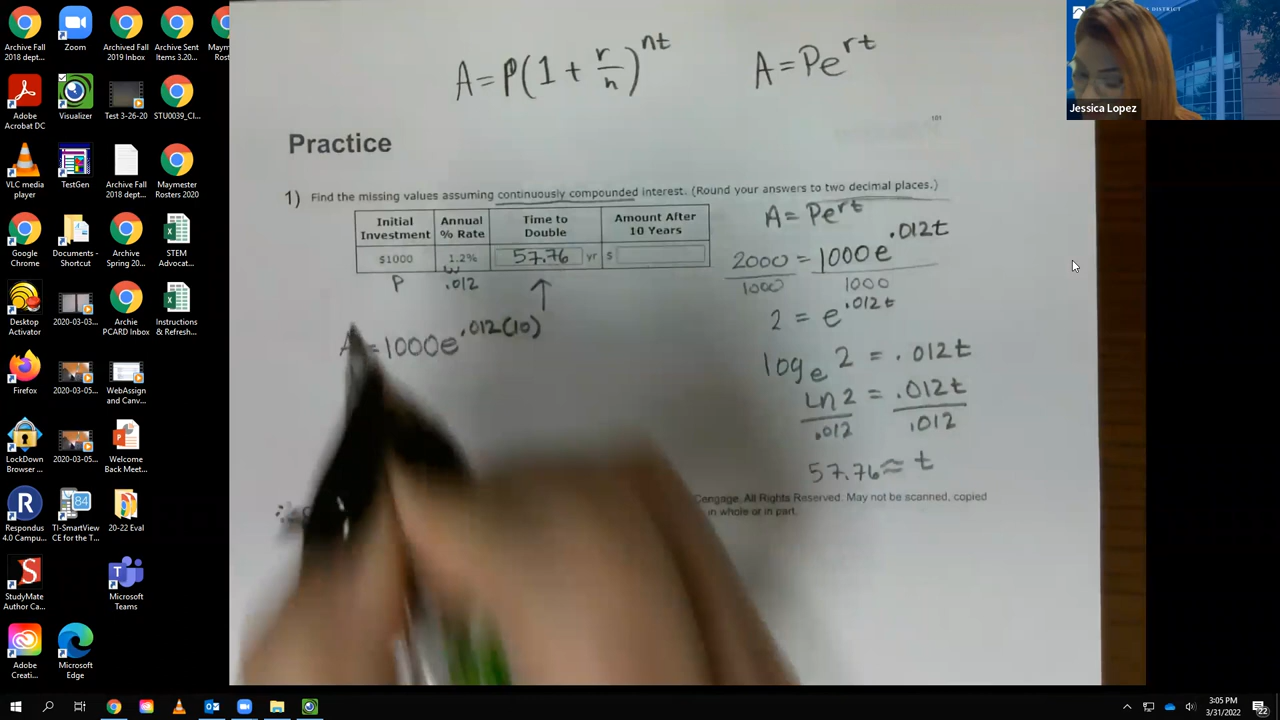 Archive Fall
2018 dept...
Zoom
Archived Fall
2019 Inbox
Archive Sent
Items 3.20...
Maym
Rosters
Adobe
Acrobat DC
Visualizer
Test 3-26-20
STU0039_Cl...
VLC media
player
TestGen
Archive Fall
2018 dept...
Maymester
Rosters 2020
Google
Chrome
Documents -
Shortcut
Archive
Spring 20...
STEM
Advocat...
Desktop
Activator
2020-03-03...
Archie
PCARD Inbox
Instructions
& Refresh...
Firefox
2020-03-05...
WebAssign
and Canv...
LockDown
Browser ...
2020-03-05...
Welcome
Back Meet...
Respondus
4.0 Campu...
TI-SmartView
CE for the T...
20-22 Eval
StudyMate
Author Ca...
Microsoft
Teams
Adobe
Creati...
Microsoft
Edge
DISTRICT
Jessica Lopez
A = P(1 + r/n)^nt
A = Pe^rt
101
Practice
1) Find the missing values assuming continuously compounded interest. (Round your answers to two decimal places.)
Initial Investment Annual % Rate Time to Double Amount After 10 Years
$1000 1.2% 57.76 yr $
P .012
A = 1000e^.012(10)
A = Pe^rt
2000 = 1000e^.012t
1000 1000
2 = e^.012t
log_e 2 = .012t
Ln 2 = .012t
.012 .012
57.76 ≈ t
Cengage. All Rights Reserved. May not be scanned, copied
in whole or in part.
3:05 PM
3/31/2022
22